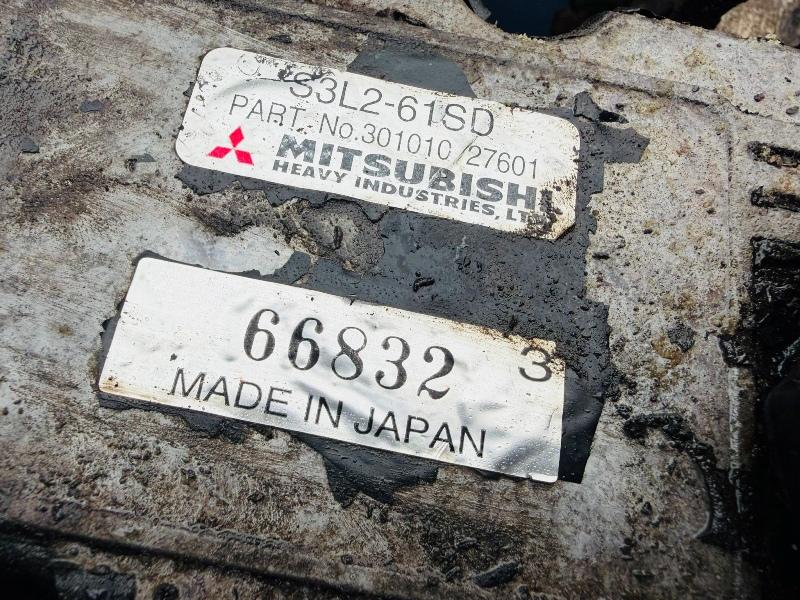 S3L2-61SD
PART No.301010 27601
MITSUBISHI
HEAVY INDUSTRIES, LTD
66832 3
MADE IN JAPAN